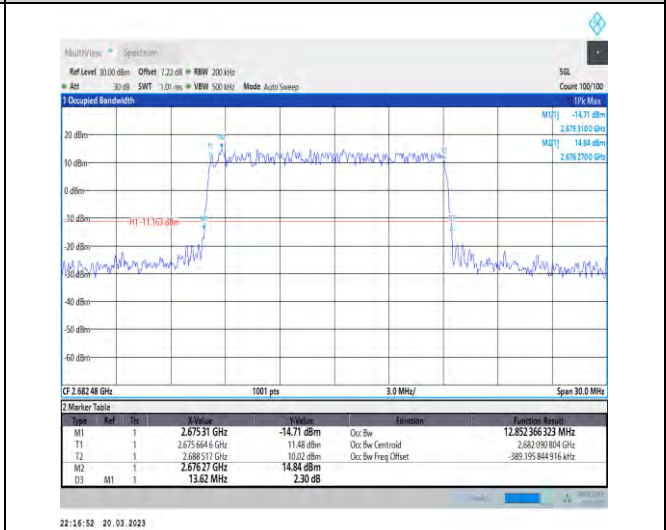 MultiView Spectrum
Ref Level 30.00 dBm Offset 7.22 dB RBW 200 kHz SGL
Att 30 dB SWT 1.01 ms VBW 500 kHz Mode Auto Sweep Count 100/100
1 Occupied Bandwidth 1Pk Max
M1[1] -14.71 dBm
2.675 310 0 GHz
M2[1] 14.84 dBm
2.676 270 0 GHz
20 dBm
T1
10 dBm
0 dBm
-10 dBm
H1 -11.163 dBm
-20 dBm
-30 dBm
-40 dBm
-50 dBm
-60 dBm
CF 2.682 48 GHz 1001 pts 3.0 MHz/ Span 30.0 MHz
2 Marker Table
Type Ref Trc X-Value Y-Value Function Function Result
M1 1 2.675 31 GHz -14.71 dBm Occ Bw 12.852 366 323 MHz
T1 1 2.675 664 6 GHz 11.48 dBm Occ Bw Centroid 2.682 090 804 GHz
T2 1 2.688 517 GHz 10.02 dBm Occ Bw Freq Offset -389.195 844 916 kHz
M2 1 2.676 27 GHz 14.84 dBm
D3 M1 1 13.62 MHz 2.30 dB
22:16:52 20.03.2023